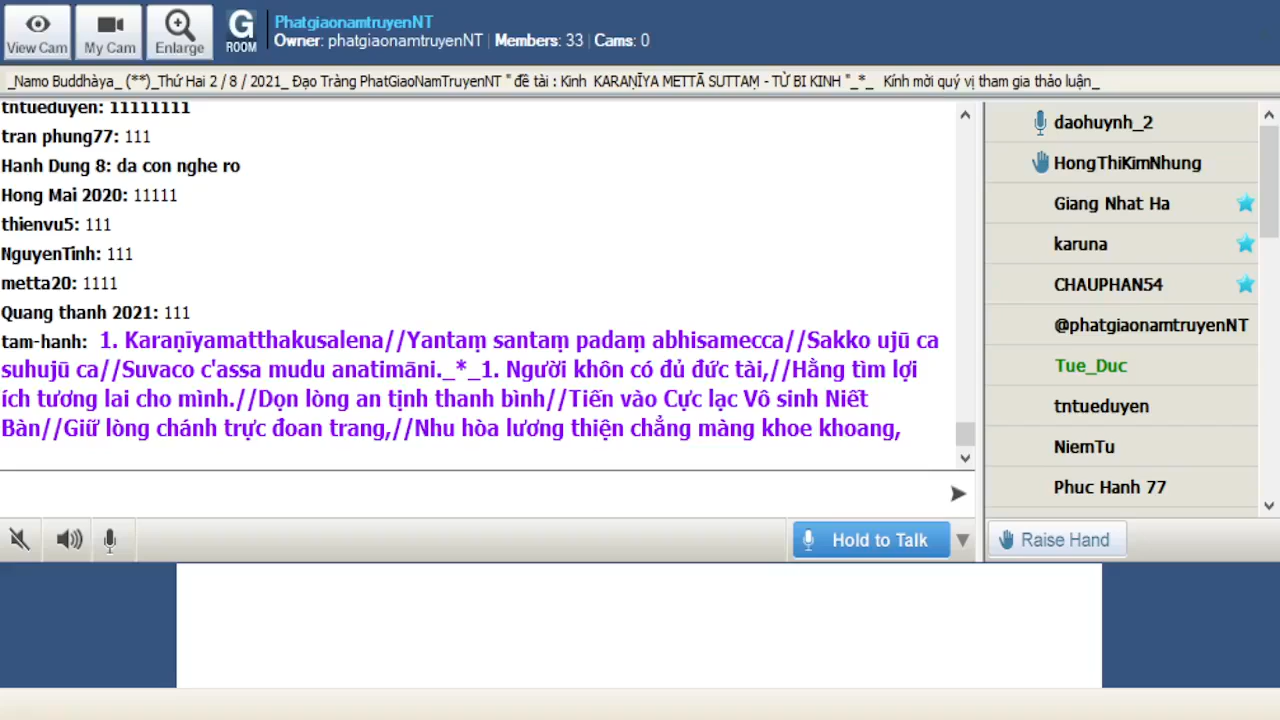 View Cam
My Cam
Enlarge
G
ROOM
PhatgiaonamtruyenNT
Owner: phatgiaonamtruyenNT | Members: 33 | Cams: 0
_Namo Buddhàya_ (**)_Thứ Hai 2 / 8 / 2021_ Đạo Tràng PhatGiaoNamTruyenNT " đề tài : Kinh KARAṆĪYA METTĀ SUTTAṂ - TỪ BI KINH "_*_ Kính mời quý vị tham gia thảo luận_
tntueduyen: 11111111
tran phung77: 111
Hanh Dung 8: da con nghe ro
Hong Mai 2020: 11111
thienvu5: 111
NguyenTinh: 111
metta20: 1111
Quang thanh 2021: 111
tam-hanh: 1. Karaṇīyamatthakusalena//Yantaṃ santaṃ padaṃ abhisamecca//Sakko ujū ca
suhujū ca//Suvaco c'assa mudu anatimāni._*_1. Người khôn có đủ đức tài,//Hằng tìm lợi
ích tương lai cho mình.//Dọn lòng an tịnh thanh bình//Tiến vào Cực lạc Vô sinh Niết
Bàn//Giữ lòng chánh trực đoan trang,//Nhu hòa lương thiện chẳng màng khoe khoang,
daohuynh_2
HongThiKimNhung
Giang Nhat Ha
karuna
CHAUPHAN54
@phatgiaonamtruyenNT
Tue_Duc
tntueduyen
NiemTu
Phuc Hanh 77
Hold to Talk
Raise Hand